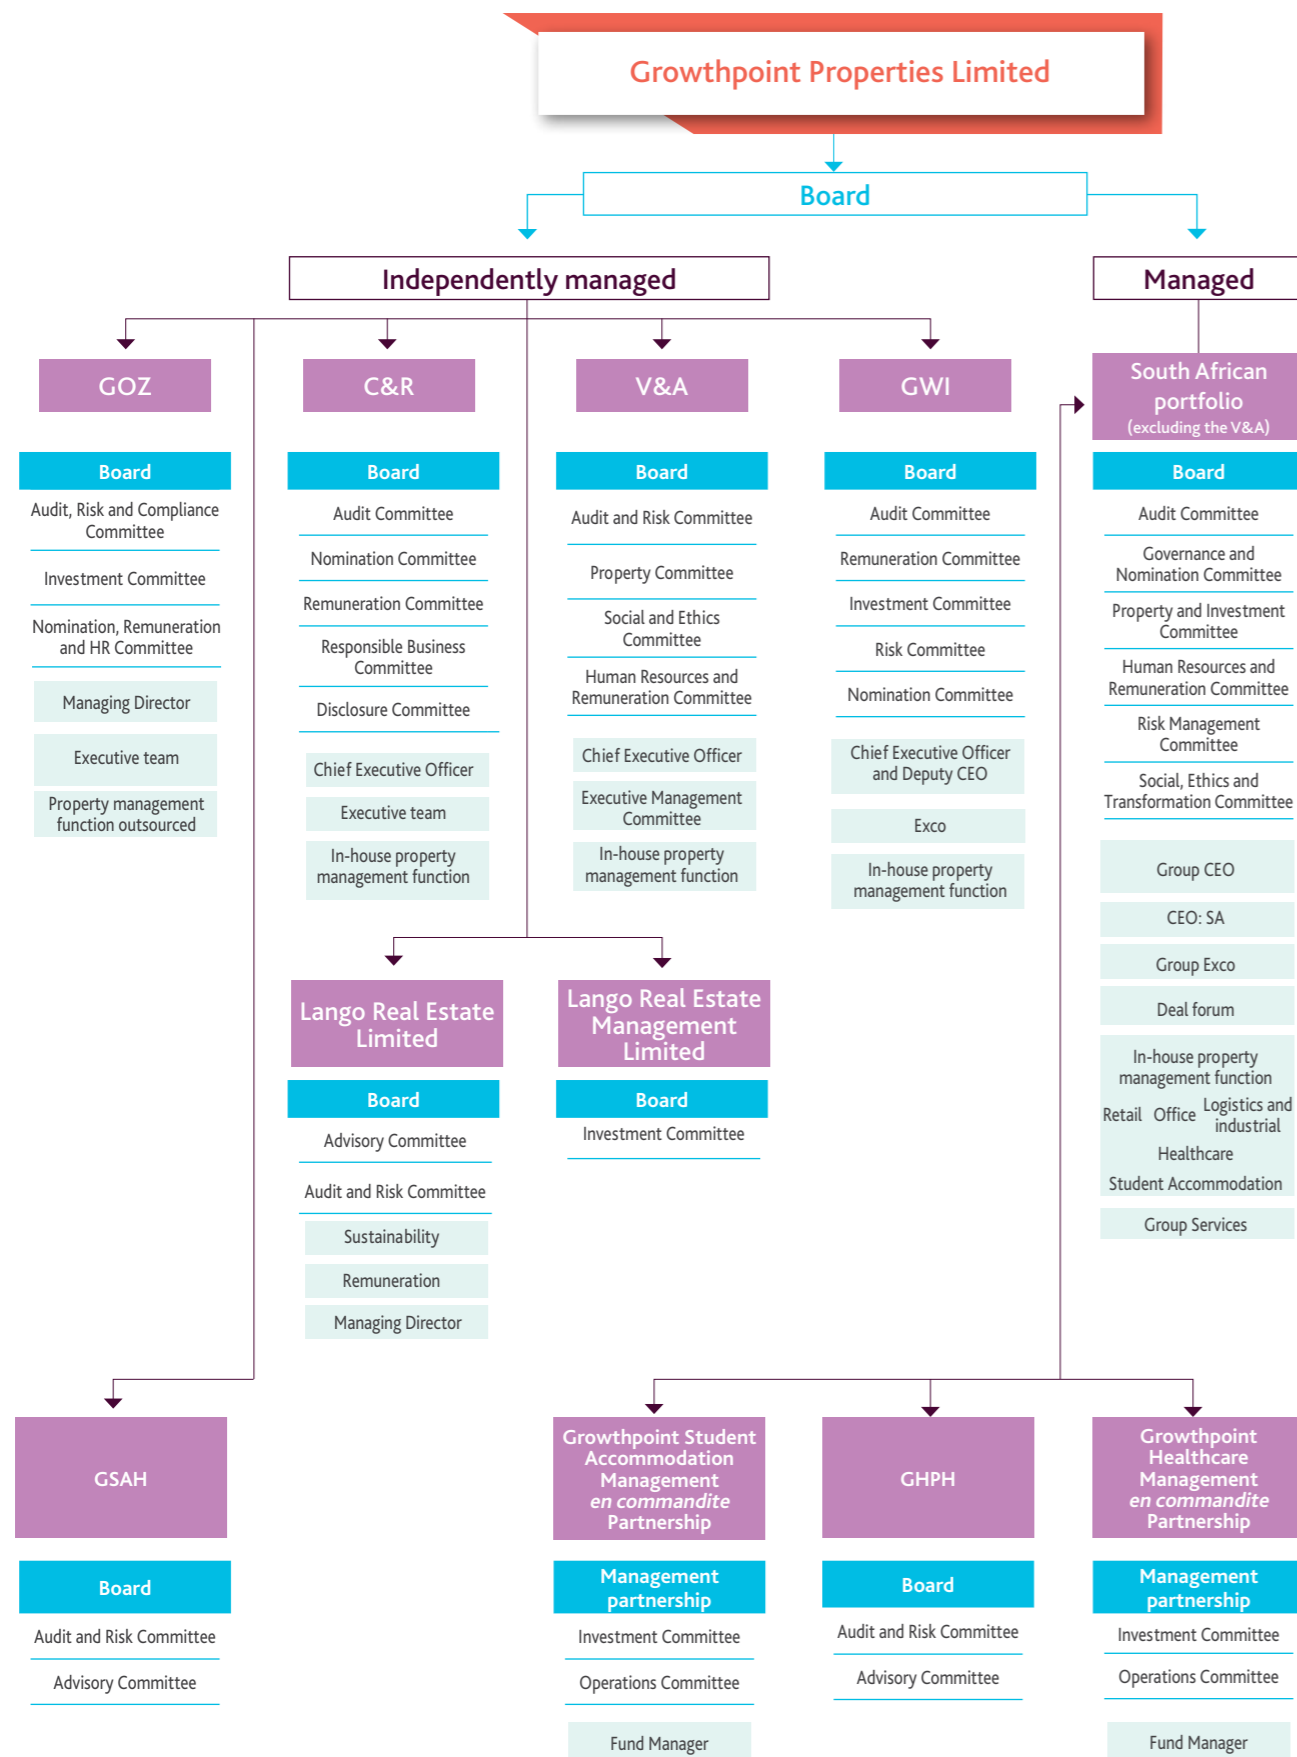 Growthpoint Properties Limited
Board
Independently managed
Managed
GOZ
Board
Audit, Risk and Compliance
Committee
Investment Committee
Nomination, Remuneration
and HR Committee
Managing Director
Executive team
Property management
function outsourced
C&R
Board
Audit Committee
Nomination Committee
Remuneration Committee
Responsible Business
Committee
Disclosure Committee
Chief Executive Officer
Executive team
In-house property
management function
V&A
Board
Audit and Risk Committee
Property Committee
Social and Ethics
Committee
Human Resources and
Remuneration Committee
Chief Executive Officer
Executive Management
Committee
In-house property
management function
GWI
Board
Audit Committee
Remuneration Committee
Investment Committee
Risk Committee
Nomination Committee
Chief Executive Officer
and Deputy CEO
Exco
In-house property
management function
South African
portfolio
(excluding the V&A)
Board
Audit Committee
Governance and
Nomination Committee
Property and Investment
Committee
Human Resources and
Remuneration Committee
Risk Management
Committee
Social, Ethics and
Transformation Committee
Group CEO
CEO: SA
Group Exco
Deal forum
In-house property
management function
Retail Office Logistics and
industrial
Healthcare
Student Accommodation
Group Services
Lango Real Estate
Limited
Board
Advisory Committee
Audit and Risk Committee
Sustainability
Remuneration
Managing Director
Lango Real Estate
Management
Limited
Board
Investment Committee
GSAH
Board
Audit and Risk Committee
Advisory Committee
Growthpoint Student
Accommodation
Management
en commandite
Partnership
Management
partnership
Investment Committee
Operations Committee
Fund Manager
GHPH
Board
Audit and Risk Committee
Advisory Committee
Growthpoint
Healthcare
Management
en commandite
Partnership
Management
partnership
Investment Committee
Operations Committee
Fund Manager